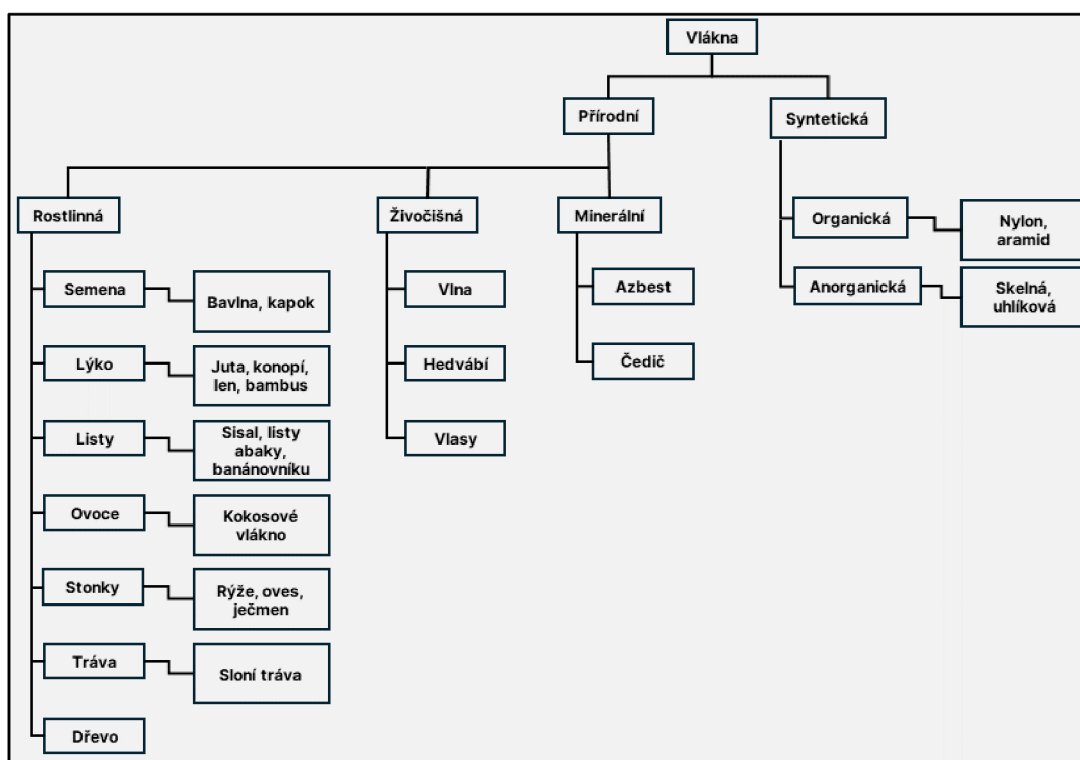 Vlákna
Přírodní
Syntetická
Rostlinná
Živočišná
Minerální
Organická
Nylon,
aramid
Anorganická
Skelná,
uhlíková
Semena
Bavlna, kapok
Lýko
Juta, konopí,
len, bambus
Listy
Sisal, listy
abaky,
banánovníku
Ovoce
Kokosové
vlákno
Stonky
Rýže, oves,
ječmen
Tráva
Sloní tráva
Dřevo
Vlna
Hedvábí
Vlasy
Azbest
Čedič